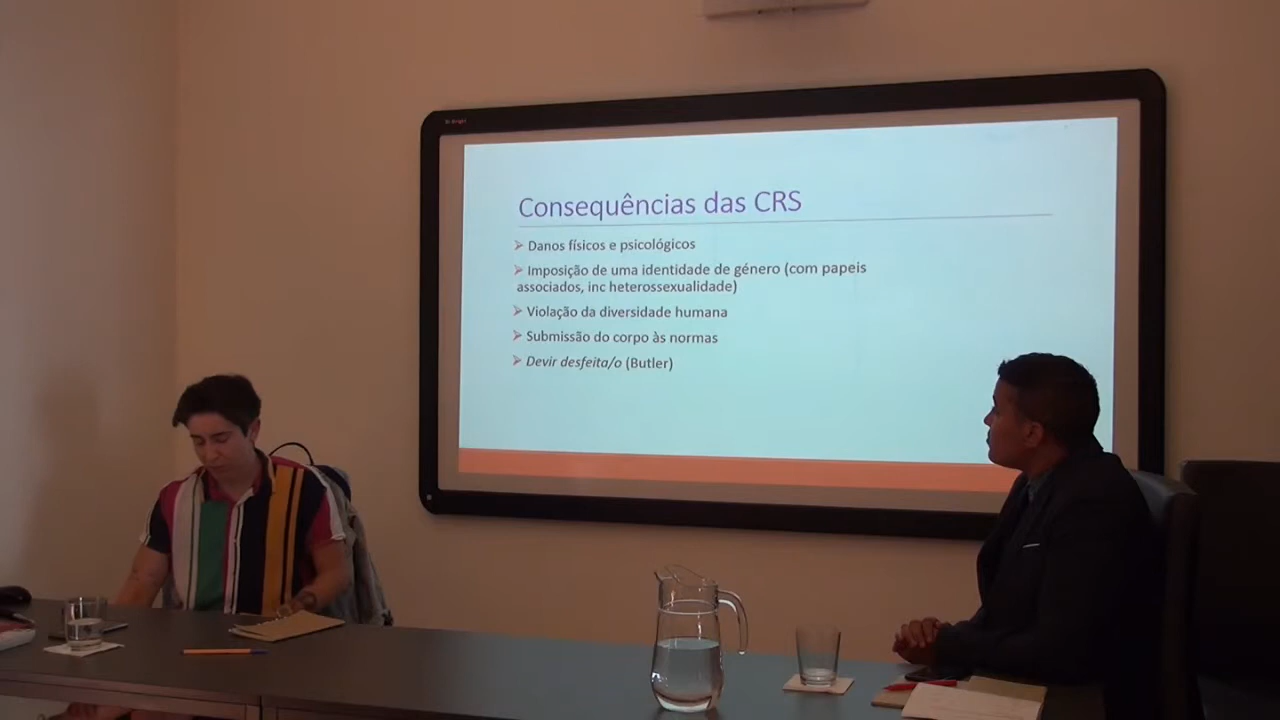 Consequências das CRS
➢ Danos físicos e psicológicos
➢ Imposição de uma identidade de género (com papeis
associados, inc heterossexualidade)
➢ Violação da diversidade humana
➢ Submissão do corpo às normas
➢ Devir desfeita/o (Butler)